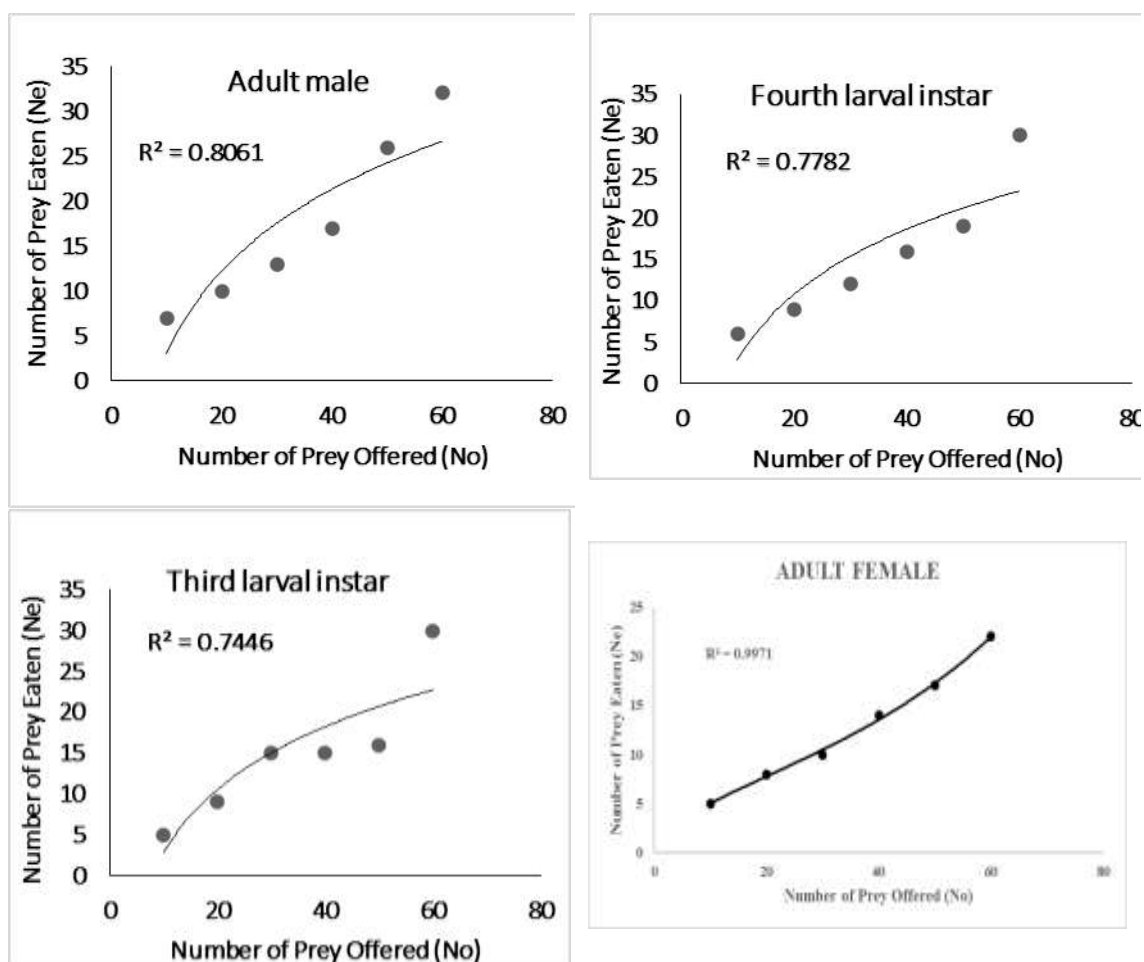 Adult male
R² = 0.8061
Number of Prey Eaten (Ne)
35
30
25
20
15
10
5
0
0 20 40 60 80
Number of Prey Offered (No)
Fourth larval instar
R² = 0.7782
Number of Prey Eaten (Ne)
35
30
25
20
15
10
5
0
0 20 40 60 80
Number of Prey Offered (No)
Third larval instar
R² = 0.7446
Number of Prey Eaten (Ne)
35
30
25
20
15
10
5
0
0 20 40 60 80
Number of Prey Offered (No)
ADULT FEMALE
R² = 0.9971
Number of Prey Eaten (Ne)
25
20
15
10
5
0
0 20 40 60 80
Number of Prey Offered (No)